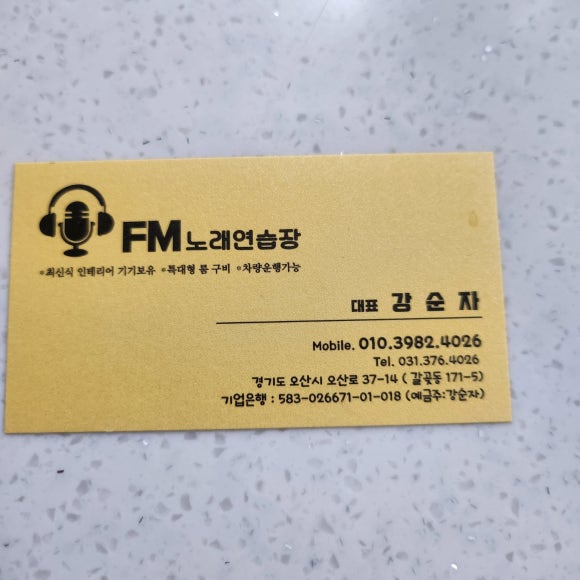 FM노래연습장
•최신식 인테리어 기기보유 •특대형 룸 구비 •차량운행가능
대표 강 순 자
Mobile. 010.3982.4026
Tel. 031.376.4026
경기도 오산시 오산로 37-14 ( 갈곶동 171-5)
기업은행 : 583-026671-01-018 (예금주:강순자)